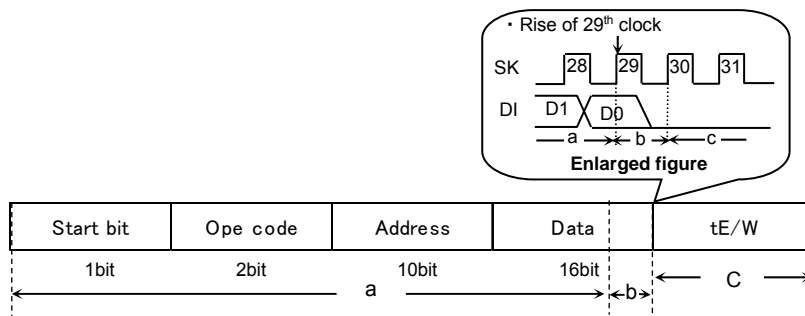 ・Rise of 29th clock
SK 28 29 30 31
DI D1 D0
a b c
Enlarged figure
Start bit Ope code Address Data tE/W
1bit 2bit 10bit 16bit
a b C